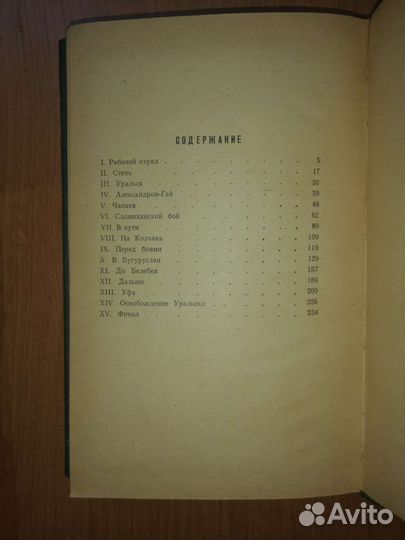 СОДЕРЖАНИЕ
I. Рабочий отряд . . . . . . . . 5
II. Степь . . . . . . . . 17
III. Уральск . . . . . . . . 30
IV. Александров-Гай . . . . . . . . 39
V. Чапаев . . . . . . . . 48
VI. Сломихинский бой . . . . . . . . 62
VII. В пути . . . . . . . . 89
VIII. На Колчака . . . . . . . . 109
IX. Перед боями . . . . . . . . 119
X. В Бугуруслан . . . . . . . . 129
XI. До Белебея . . . . . . . . 157
XII. Дальше . . . . . . . . 189
XIII. Уфа . . . . . . . . 200
XIV. Освобождение Уральска . . . . . . . . 226
XV. Финал . . . . . . . . 234
Avito